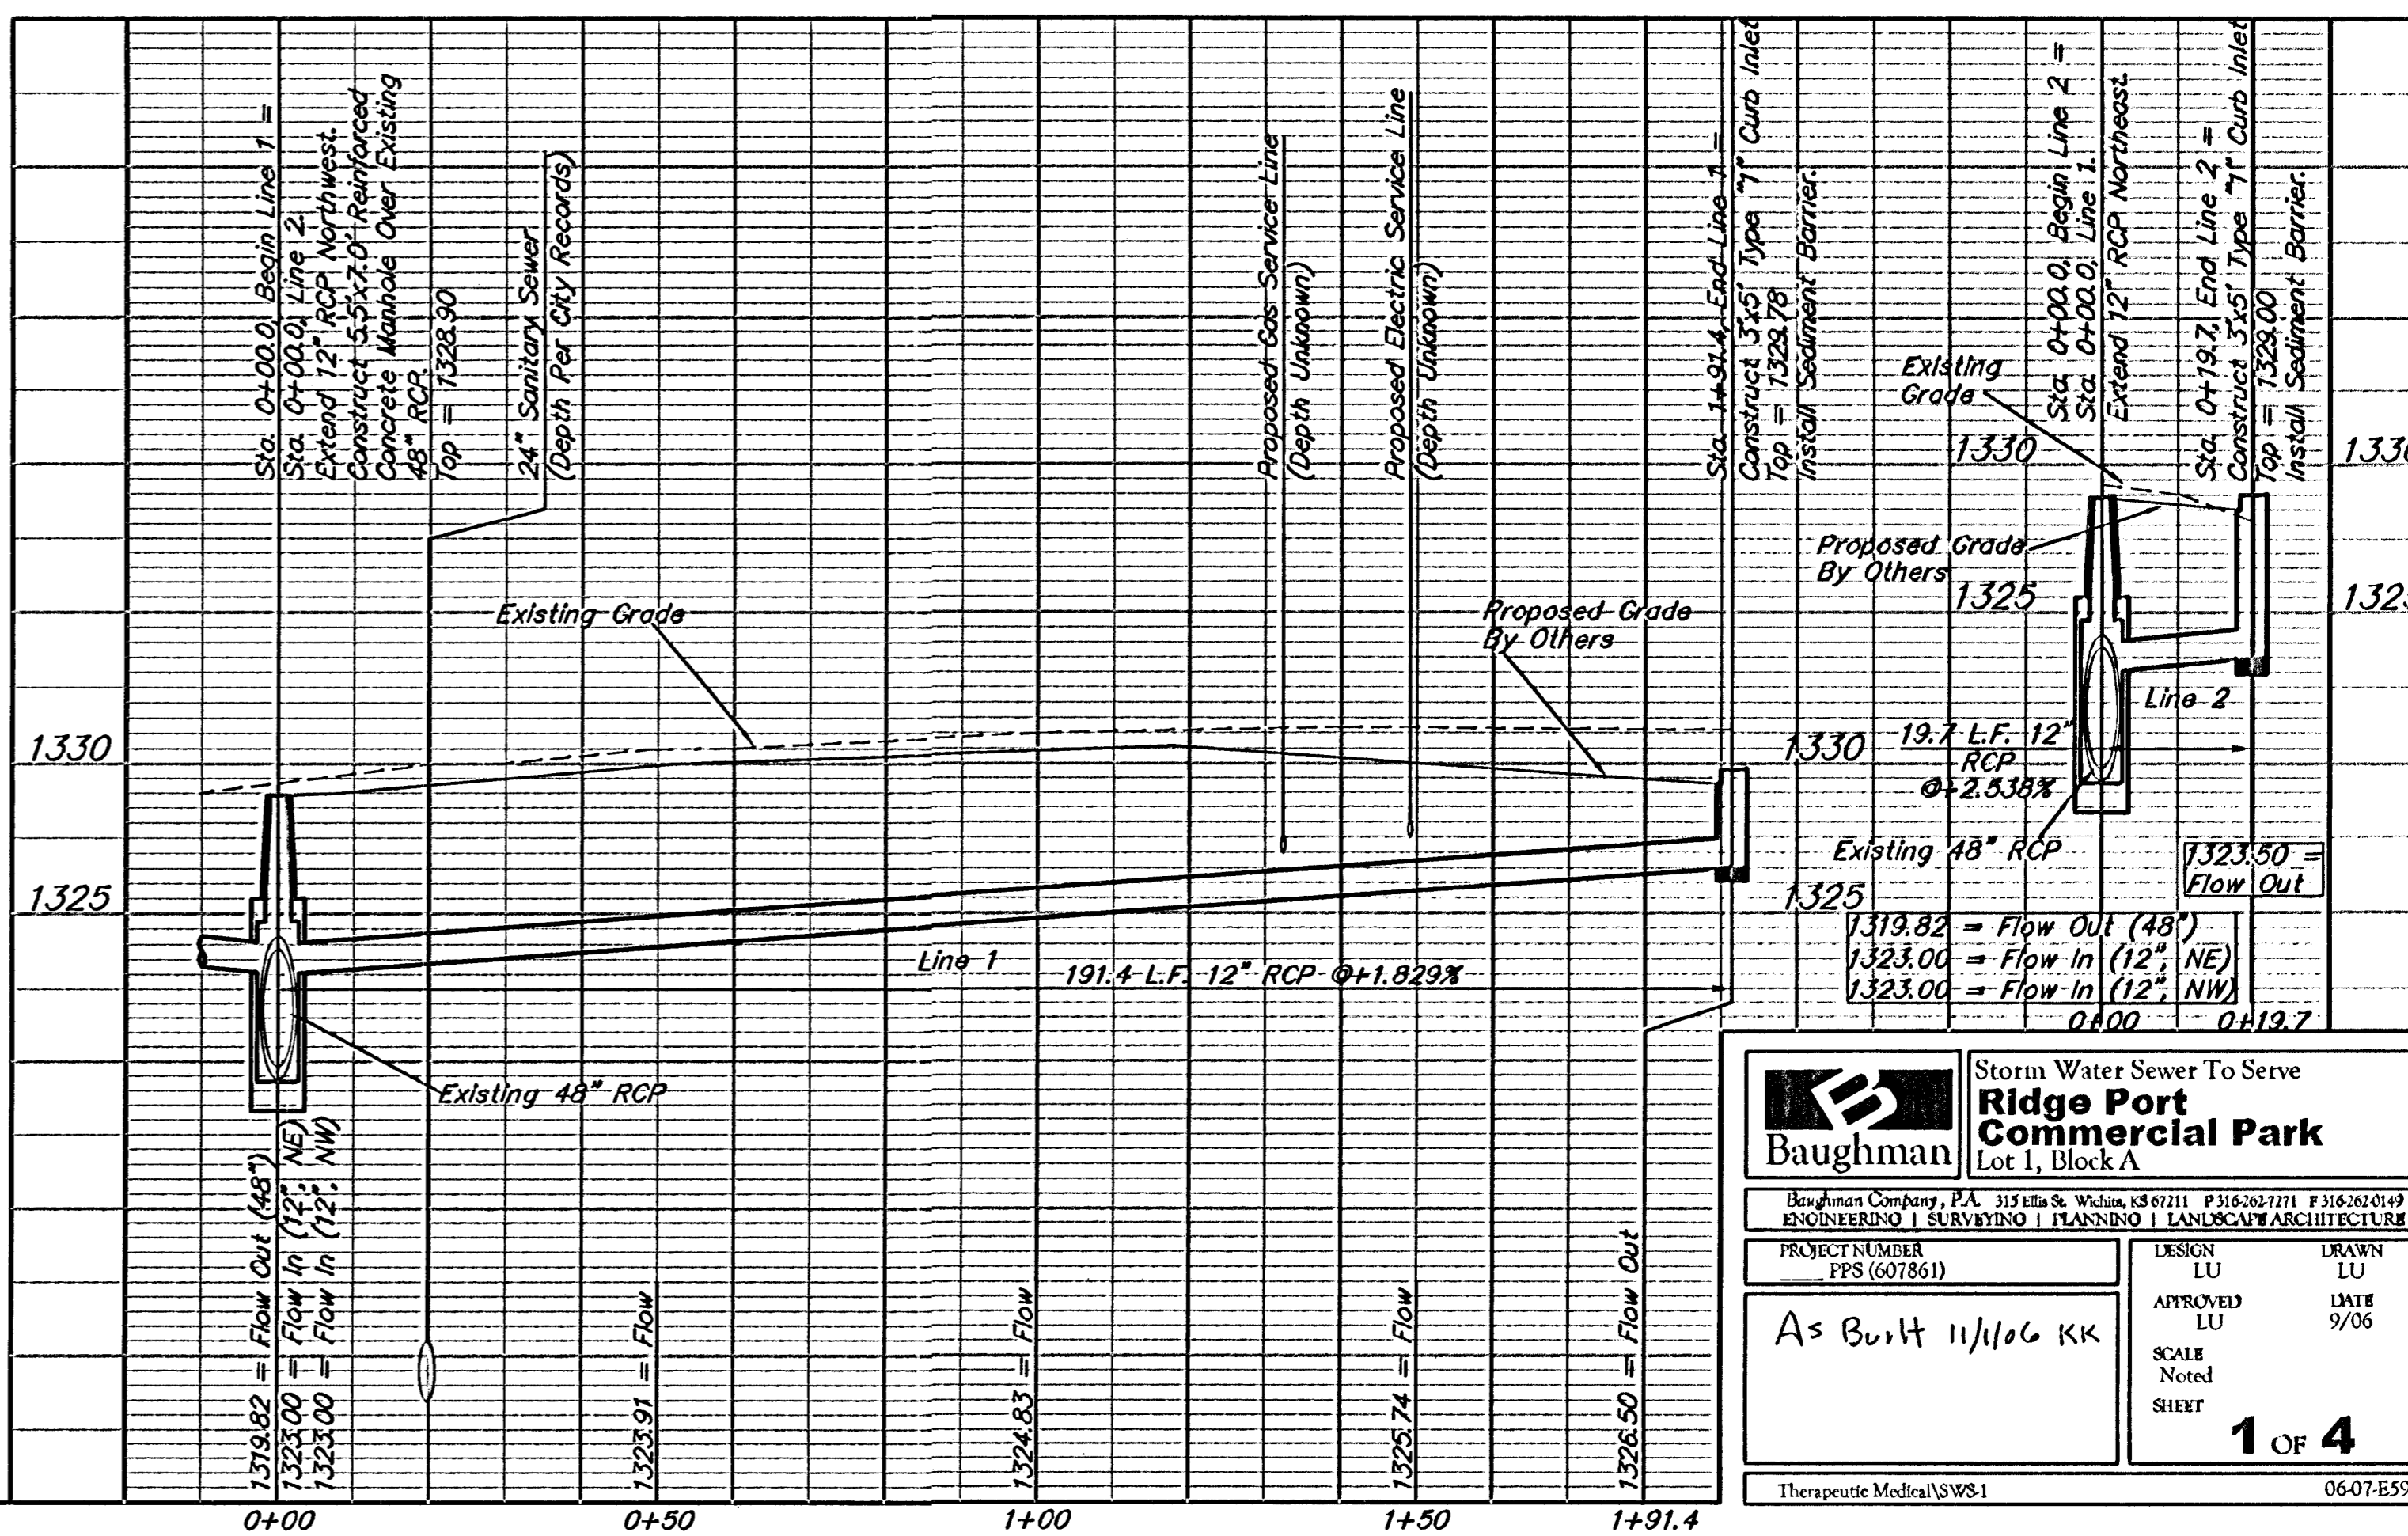 Sta. 0+00.0, Begin Line 1 =
Sta. 0+00.0, Line 2.
Extend 12" RCP Northwest.
Construct 5.5'x7.0' Reinforced
Concrete Manhole Over Existing
48" RCP.
Top = 1328.90
24" Sanitary Sewer
(Depth Per City Records)
Proposed Gas Service Line
(Depth Unknown)
Proposed Electric Service Line
(Depth Unknown)
Sta. 1+91.4, End Line 1 =
Construct 3'x5' Type "1" Curb Inlet
Top = 1329.78
Install Sediment Barrier.
Sta. 0+00.0, Begin Line 2 =
Sta. 0+00.0, Line 1.
Extend 12" RCP Northeast.
Sta. 0+19.7, End Line 2 =
Construct 3'x5' Type "1" Curb Inlet
Top = 1329.00
Install Sediment Barrier.
Existing
Grade
1330
Proposed Grade
By Others
1325
Line 2
19.7 L.F. 12"
RCP
@+2.538%
Existing 48" RCP
1323.50 =
Flow Out
1319.82 = Flow Out (48")
1323.00 = Flow In (12", NE)
1323.00 = Flow In (12", NW)
0+00 0+19.7
Existing Grade
Proposed Grade
By Others
1330
1330
1325
1325
Line 1
191.4 L.F. 12" RCP @+1.829%
Existing 48" RCP
1319.82 = Flow Out (48")
1323.00 = Flow In (12", NE)
1323.00 = Flow In (12", NW)
1323.91 = Flow
1324.83 = Flow
1325.74 = Flow
1326.50 = Flow Out
0+00 0+50 1+00 1+50 1+91.4
Baughman
Storm Water Sewer To Serve
Ridge Port
Commercial Park
Lot 1, Block A
Baughman Company, P.A. 315 Ellis St. Wichita, KS 67211 P 316-262-7271 F 316-262-0149
ENGINEERING | SURVEYING | PLANNING | LANDSCAPE ARCHITECTURE
PROJECT NUMBER
PPS (607861)
DESIGN DRAWN
LU LU
APPROVED DATE
LU 9/06
SCALE
Noted
SHEET
1 OF 4
As Built 11/1/06 KK
Therapeutic Medical\SWS-1 06-07-E59